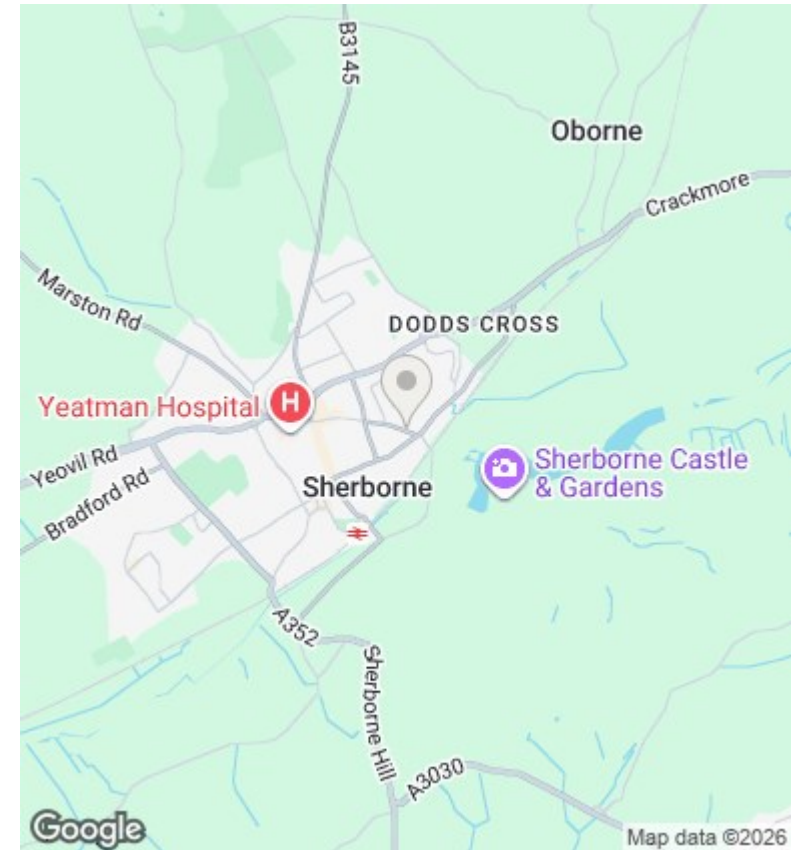 B3145
Oborne
Crackmore
Marston Rd
DODDS CROSS
Yeatman Hospital
H
Yeovil Rd
Sherborne Castle
& Gardens
Sherborne
Bradford Rd
A352
Sherborne Hill
A3030
Google
Map data ©2026